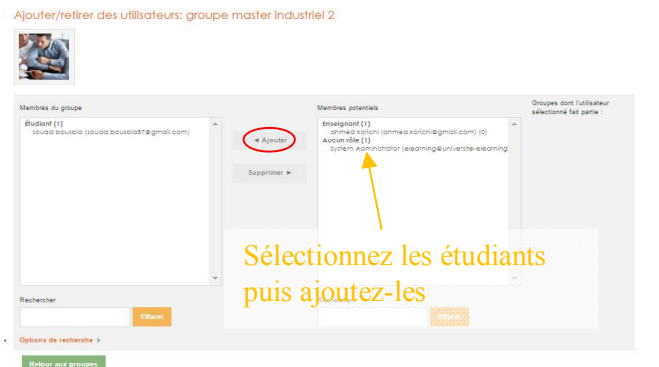 Ajouter/retirer des utilisateurs: groupe master industriel 2
Membres du groupe
Étudiant (1)
souad bousbia (souad.bousbia87@gmail.com)
◄ Ajouter
Supprimer ►
Membres potentiels
Enseignant (1)
ahmed korichi (ahmed.korichi@gmail.com) (0)
Aucun rôle (1)
System Administrator (elearning@universite-elearning
Groupes dont l'utilisateur
sélectionné fait partie :
Sélectionnez les étudiants
puis ajoutez-les
Rechercher
Effacer
Effacer
Options de recherche
Retour aux groupes